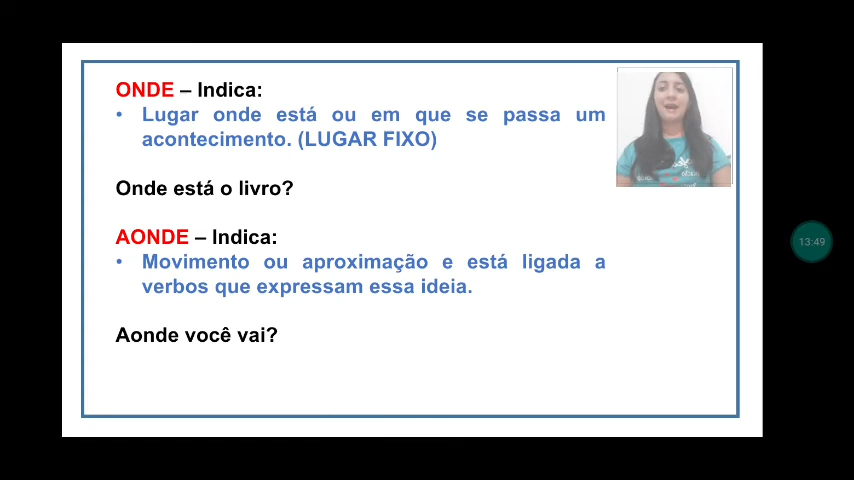 ONDE – Indica:
• Lugar onde está ou em que se passa um
acontecimento. (LUGAR FIXO)
Onde está o livro?
AONDE – Indica:
• Movimento ou aproximação e está ligada a
verbos que expressam essa ideia.
Aonde você vai?
13:49